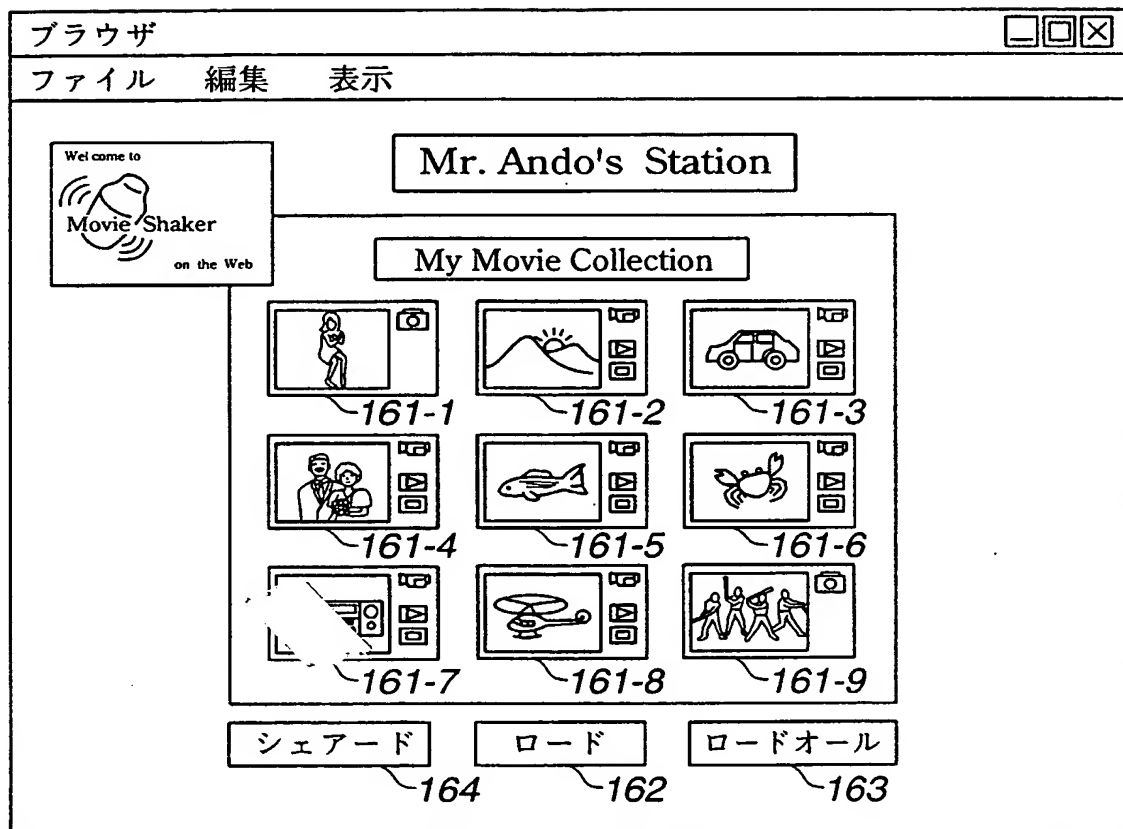 ブラウザ
ファイル 編集 表示
Welcome to
Movie Shaker
on the Web
Mr. Ando's Station
My Movie Collection
161-1 161-2 161-3
161-4 161-5 161-6
161-7 161-8 161-9
シェアード ロード ロードオール
164 162 163